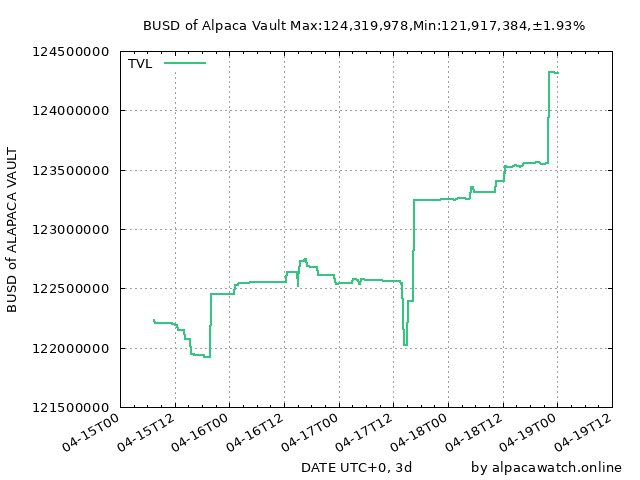 BUSD of Alpaca Vault Max:124,319,978,Min:121,917,384,±1.93%
TVL
124500000
124000000
123500000
123000000
122500000
122000000
121500000
BUSD of ALAPACA VAULT
04-15T00
04-15T12
04-16T00
04-16T12
04-17T00
04-17T12
04-18T00
04-18T12
04-19T00
04-19T12
DATE UTC+0, 3d
by alpacawatch.online